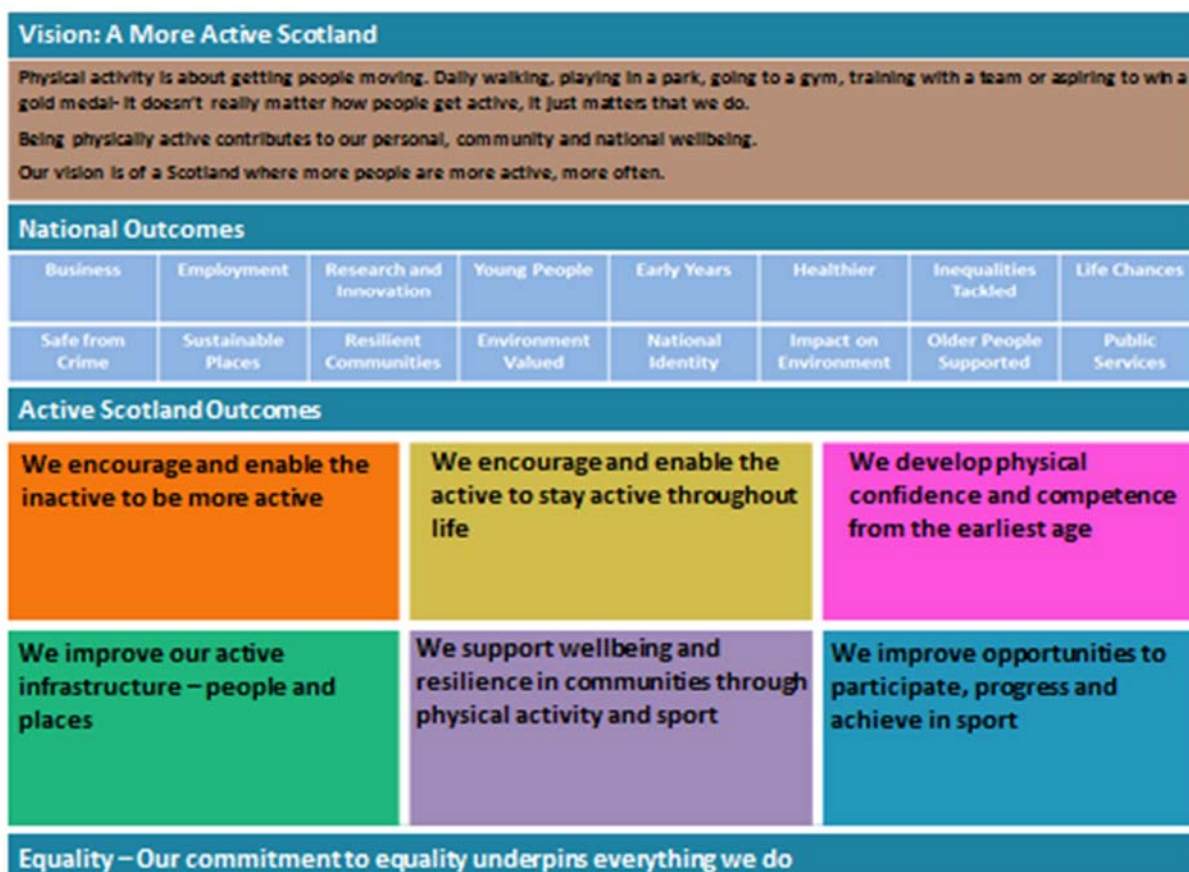 Vision: A More Active Scotland
Physical activity is about getting people moving. Daily walking, playing in a park, going to a gym, training with a team or aspiring to win a
gold medal- it doesn't really matter how people get active, it just matters that we do.
Being physically active contributes to our personal, community and national wellbeing.
Our vision is of a Scotland where more people are more active, more often.
National Outcomes
Business Employment Research and Young People Early Years Healthier Inequalities Life Chances
Innovation Tackled
Safe from Sustainable Resilient Environment National Impact on Older People Public
Crime Places Communities Valued Identity Environment Supported Services
Active Scotland Outcomes
We encourage and enable the
inactive to be more active
We encourage and enable the
active to stay active throughout
life
We develop physical
confidence and competence
from the earliest age
We improve our active
infrastructure – people and
places
We support wellbeing and
resilience in communities through
physical activity and sport
We improve opportunities to
participate, progress and
achieve in sport
Equality – Our commitment to equality underpins everything we do